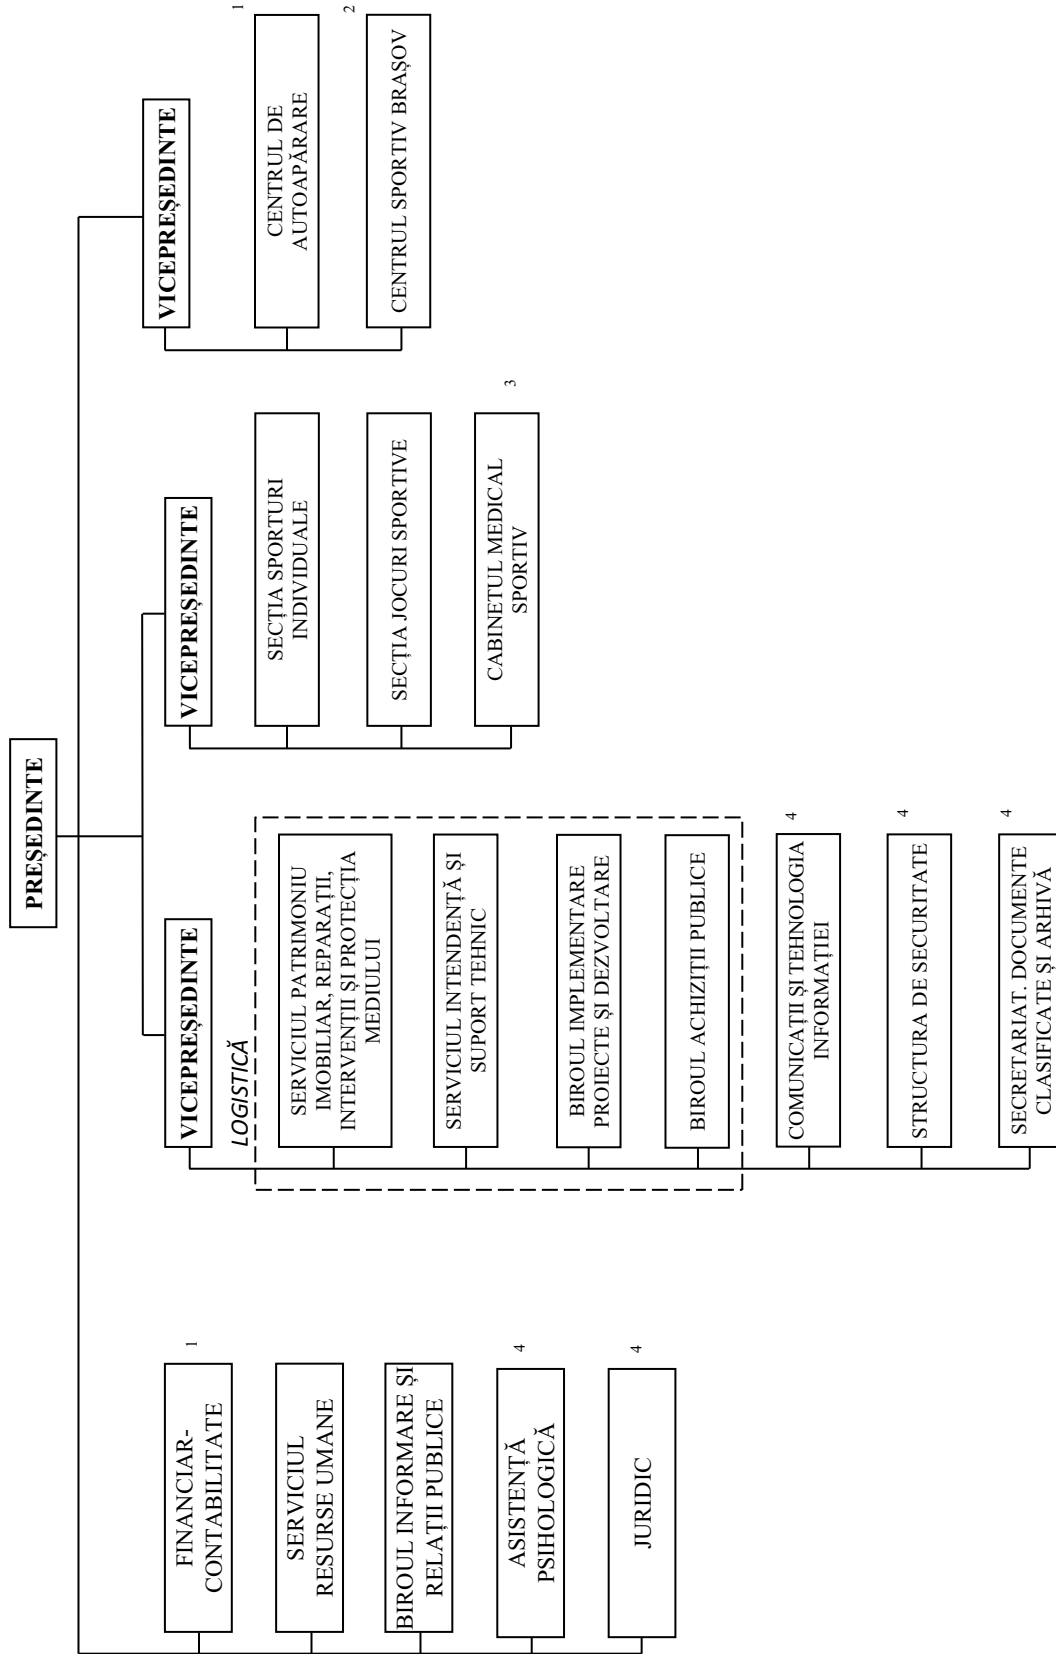 PREȘEDINTE
FINANCIAR-
CONTABILITATE
1
SERVICIUL
RESURSE UMANE
BIROUL INFORMARE ȘI
RELAȚII PUBLICE
ASISTENȚĂ
PSIHOLOGICĂ
4
JURIDIC
4
VICEPREȘEDINTE
LOGISTICĂ
SERVICIUL PATRIMONIU
IMOBILIAR, REPARAȚII,
INTERVENȚII ȘI PROTECȚIA
MEDIULUI
SERVICIUL INTENDENȚĂ ȘI
SUPORT TEHNIC
BIROUL IMPLEMENTARE
PROIECTE ȘI DEZVOLTARE
BIROUL ACHIZIȚII PUBLICE
COMUNICAȚII ȘI TEHNOLOGIA
INFORMAȚIEI
4
STRUCTURA DE SECURITATE
4
SECRETARIAT. DOCUMENTE
CLASIFICATE ȘI ARHIVĂ
4
VICEPREȘEDINTE
SECȚIA SPORTURI
INDIVIDUALE
SECȚIA JOCURI SPORTIVE
CABINETUL MEDICAL
SPORTIV
3
VICEPREȘEDINTE
CENTRUL DE
AUTOAPĂRARE
1
CENTRUL SPORTIV BRAȘOV
2